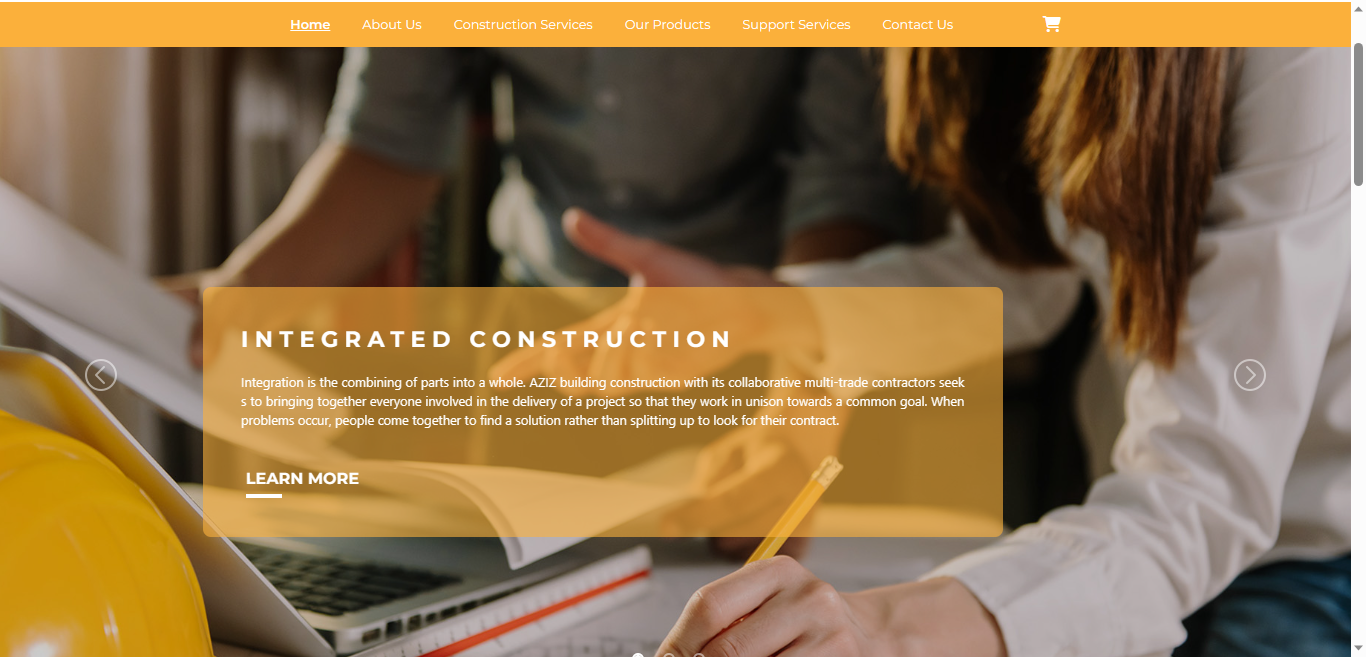 Home About Us Construction Services Our Products Support Services Contact Us
INTEGRATED CONSTRUCTION
Integration is the combining of parts into a whole. AZIZ building construction with its collaborative multi-trade contractors seek
s to bringing together everyone involved in the delivery of a project so that they work in unison towards a common goal. When
problems occur, people come together to find a solution rather than splitting up to look for their contract.
LEARN MORE